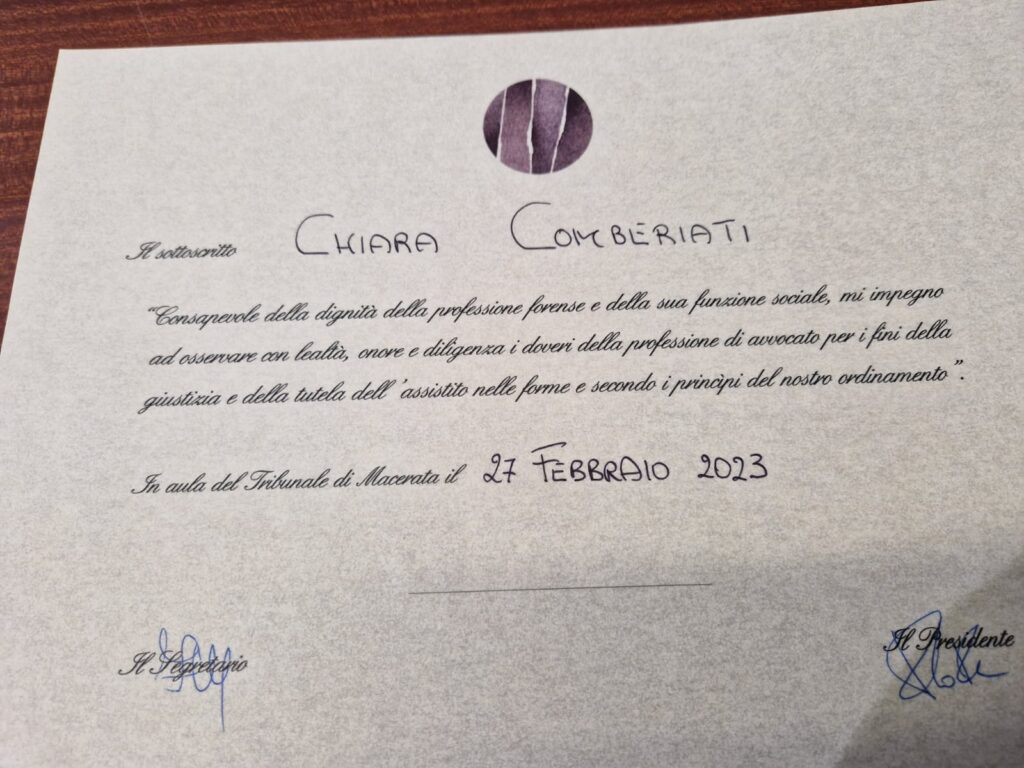 Il sottoscritto CHIARA COMBERIATI
“Consapevole della dignità della professione forense e della sua funzione sociale, mi impegno
ad osservare con lealtà, onore e diligenza i doveri della professione di avvocato per i fini della
giustizia e della tutela dell'assistito nelle forme e secondo i princìpi del nostro ordinamento”.
In aula del Tribunale di Macerata il 27 FEBBRAIO 2023
Il Segretario
Il Presidente